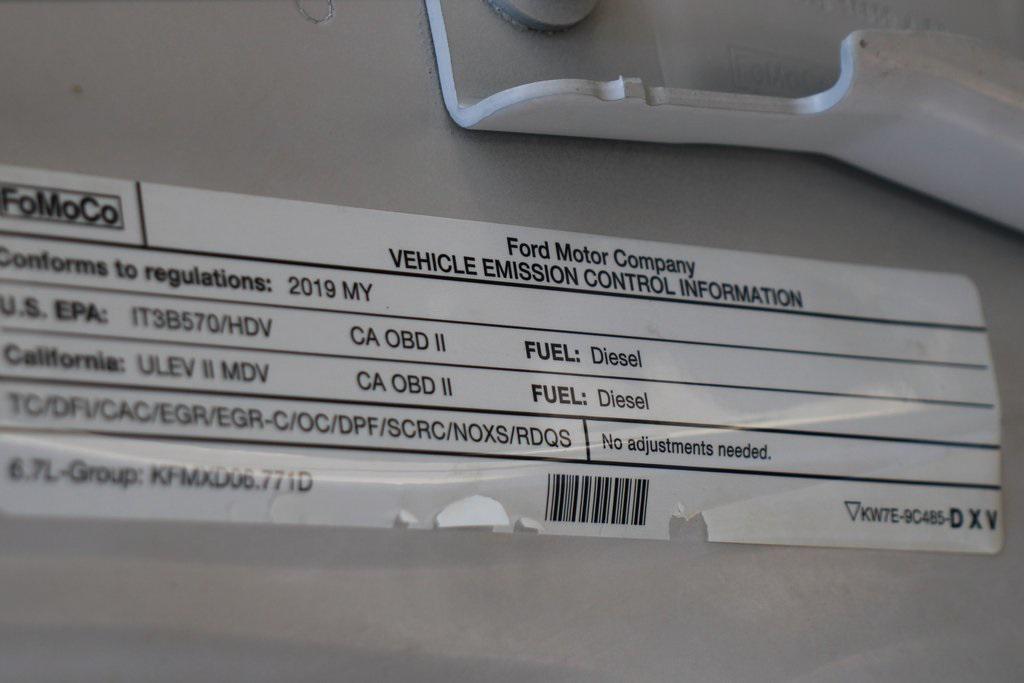 FoMoCo
Ford Motor Company
VEHICLE EMISSION CONTROL INFORMATION
Conforms to regulations: 2019 MY
U.S. EPA: IT3B570/HDV CA OBD II FUEL: Diesel
California: ULEV II MDV CA OBD II FUEL: Diesel
TC/DFI/CAC/EGR/EGR-C/OC/DPF/SCRC/NOXS/RDQS No adjustments needed.
6.7L-Group: KFMXD06.771D
KW7E-9C485-DXV